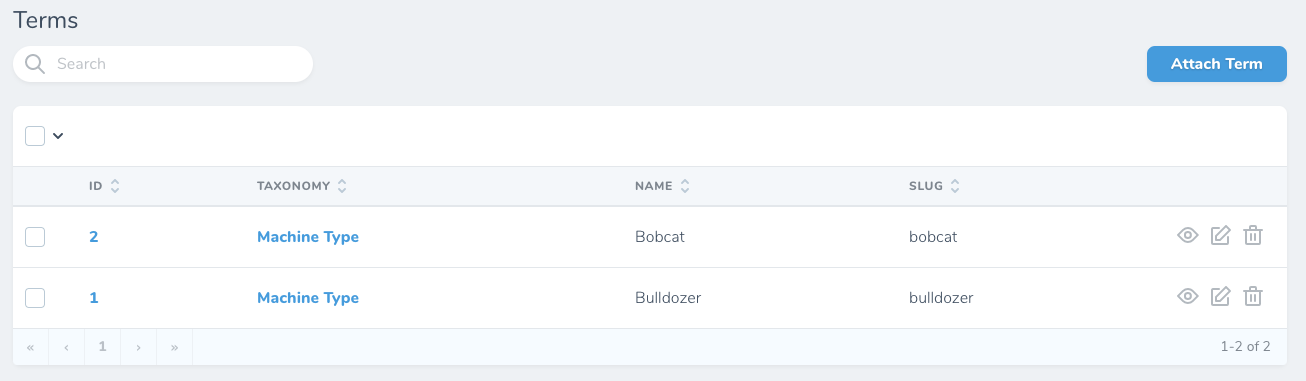 Terms
Search
Attach Term
ID TAXONOMY NAME SLUG
2 Machine Type Bobcat bobcat
1 Machine Type Bulldozer bulldozer
« ‹ 1 › » 1-2 of 2